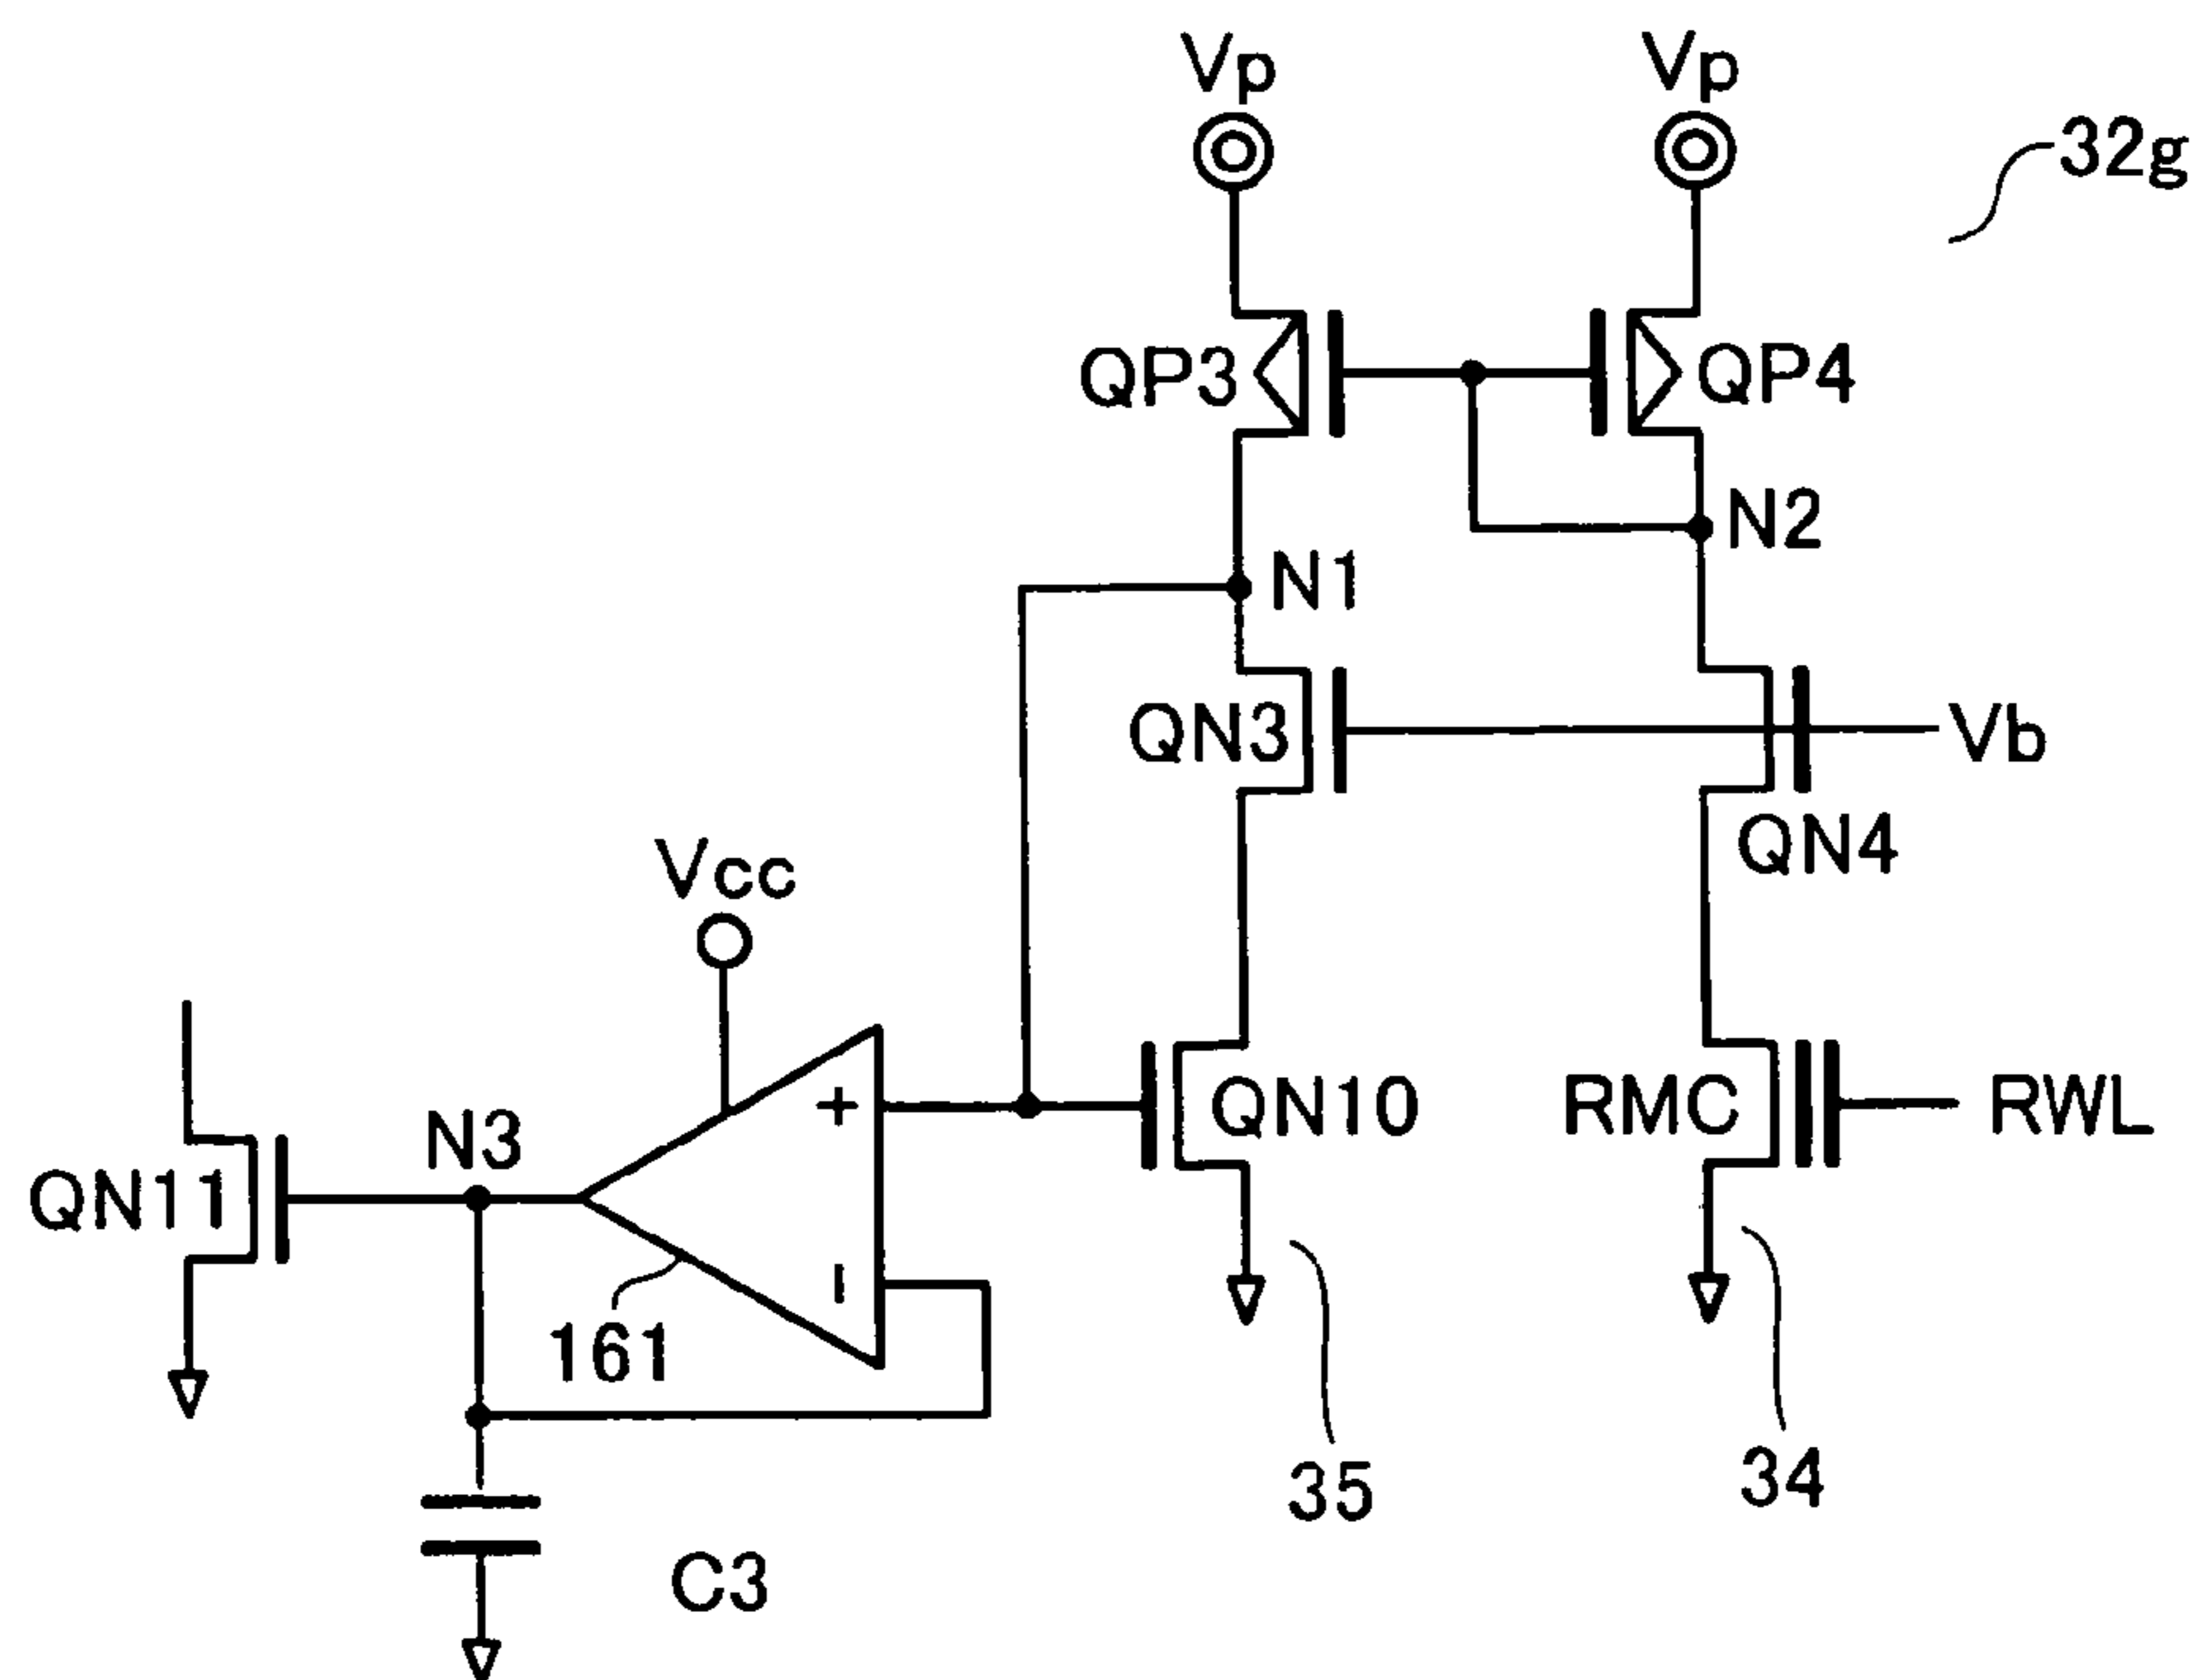 Vp
Vp
32g
QP3
QP4
N2
N1
QN3
Vb
QN4
Vcc
+
QN10
RMC
RWL
N3
QN11
-
161
35
34
C3